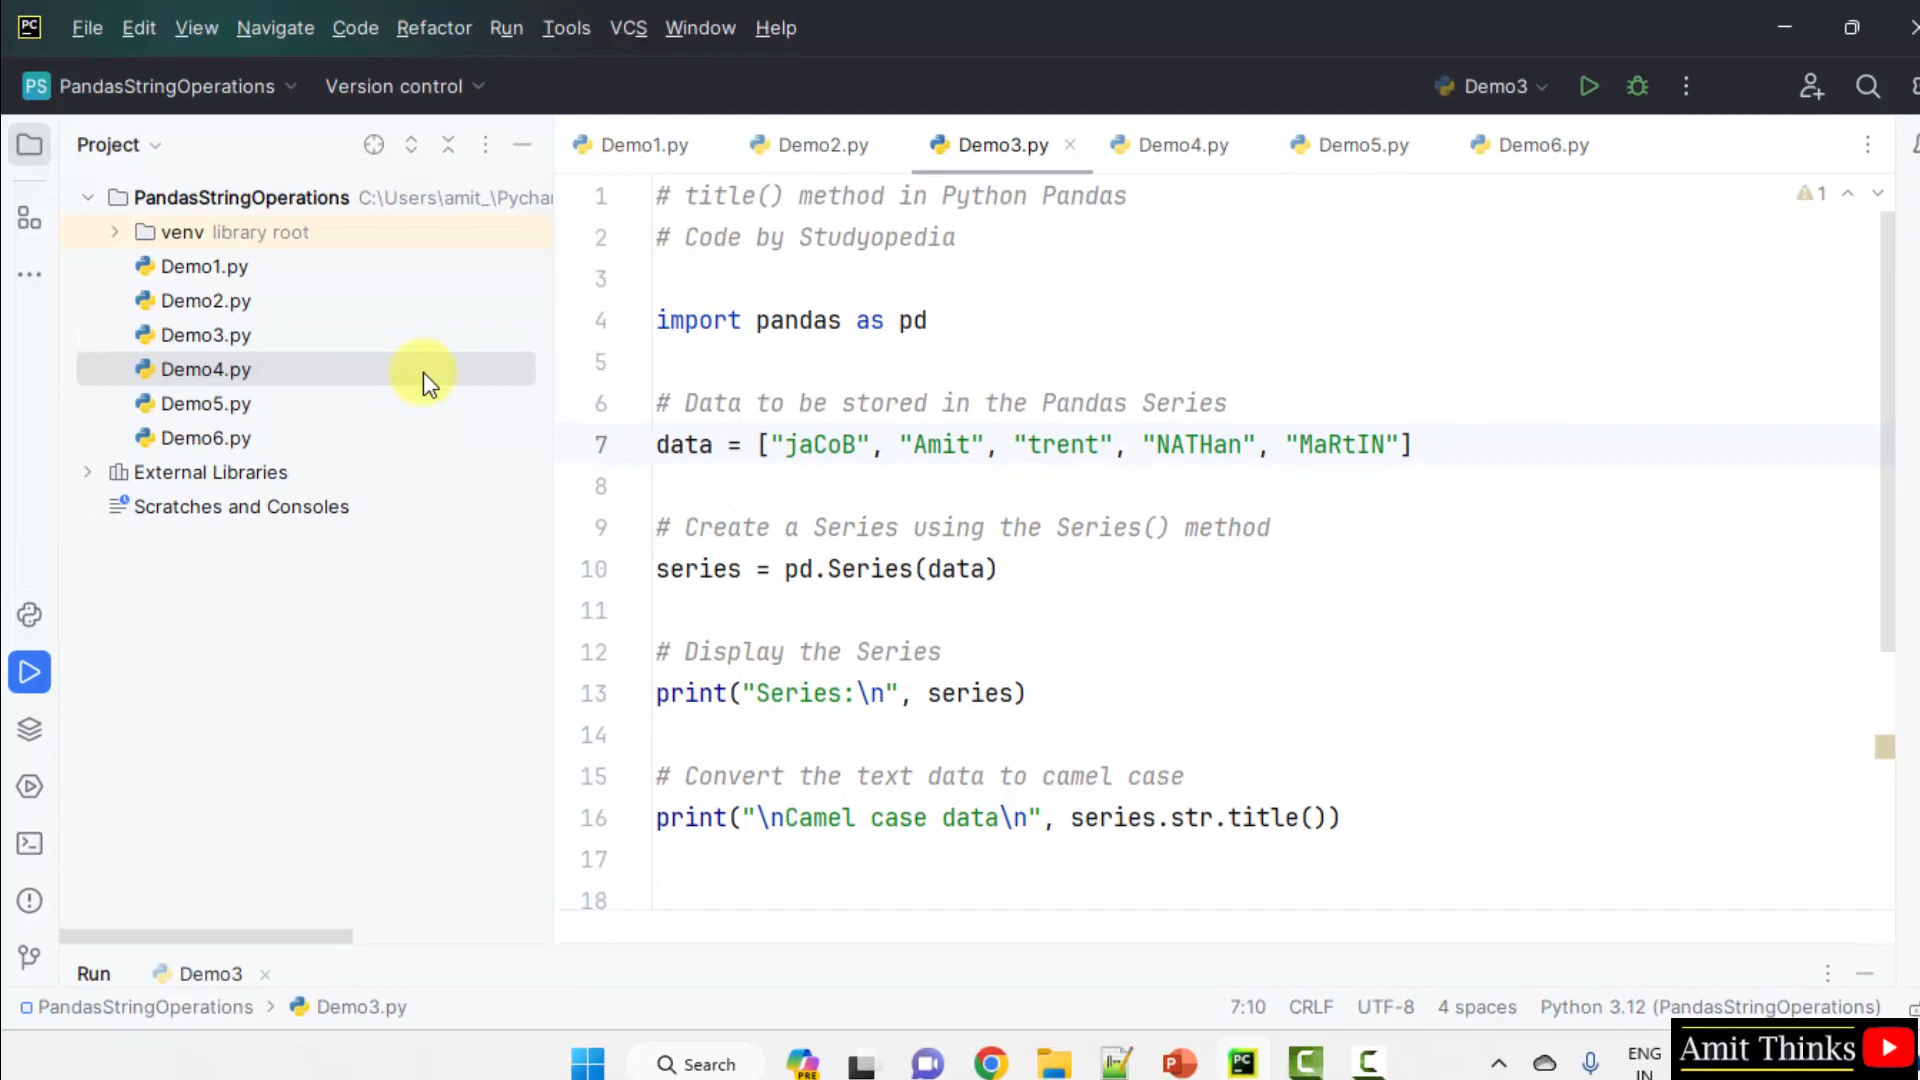 PC File Edit View Navigate Code Refactor Run Tools VCS Window Help
PS PandasStringOperations Version control Demo3
Project
Demo1.py Demo2.py Demo3.py Demo4.py Demo5.py Demo6.py
PandasStringOperations C:\Users\amit_\Pychar
venv library root
Demo1.py
Demo2.py
Demo3.py
Demo4.py
Demo5.py
Demo6.py
External Libraries
Scratches and Consoles
1 # title() method in Python Pandas
2 # Code by Studyopedia
3
4 import pandas as pd
5
6 # Data to be stored in the Pandas Series
7 data = ["jaCoB", "Amit", "trent", "NATHan", "MaRtIN"]
8
9 # Create a Series using the Series() method
10 series = pd.Series(data)
11
12 # Display the Series
13 print("Series:\n", series)
14
15 # Convert the text data to camel case
16 print("\nCamel case data\n", series.str.title())
17
18
1
Run Demo3
PandasStringOperations > Demo3.py 7:10 CRLF UTF-8 4 spaces Python 3.12 (PandasStringOperations)
Search PRE PC ENG
IN
Amit Thinks